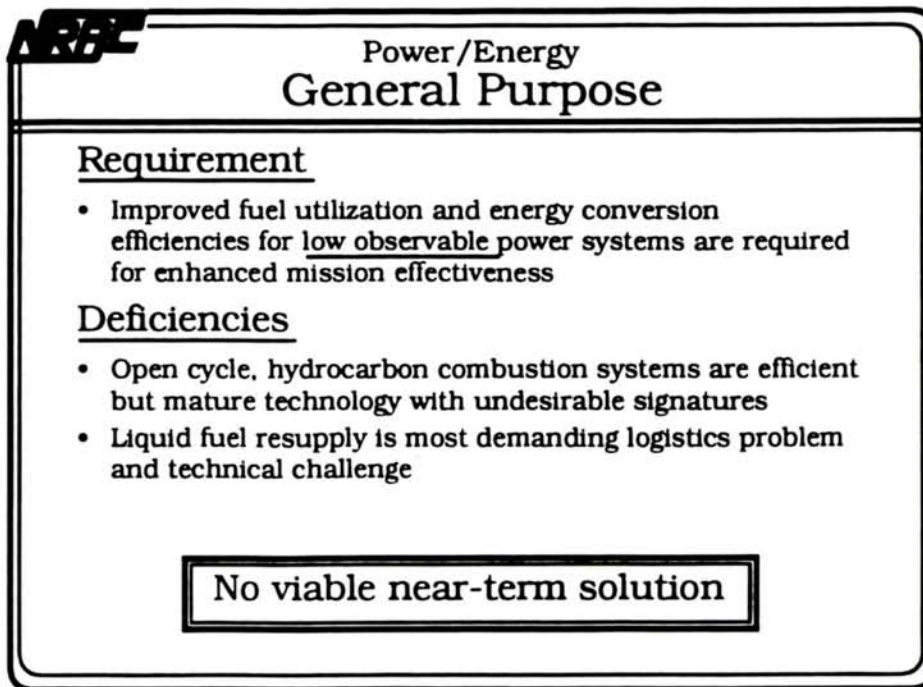 NRAC
Power/Energy
General Purpose
Requirement
• Improved fuel utilization and energy conversion
efficiencies for low observable power systems are required
for enhanced mission effectiveness
Deficiencies
• Open cycle, hydrocarbon combustion systems are efficient
but mature technology with undesirable signatures
• Liquid fuel resupply is most demanding logistics problem
and technical challenge
No viable near-term solution